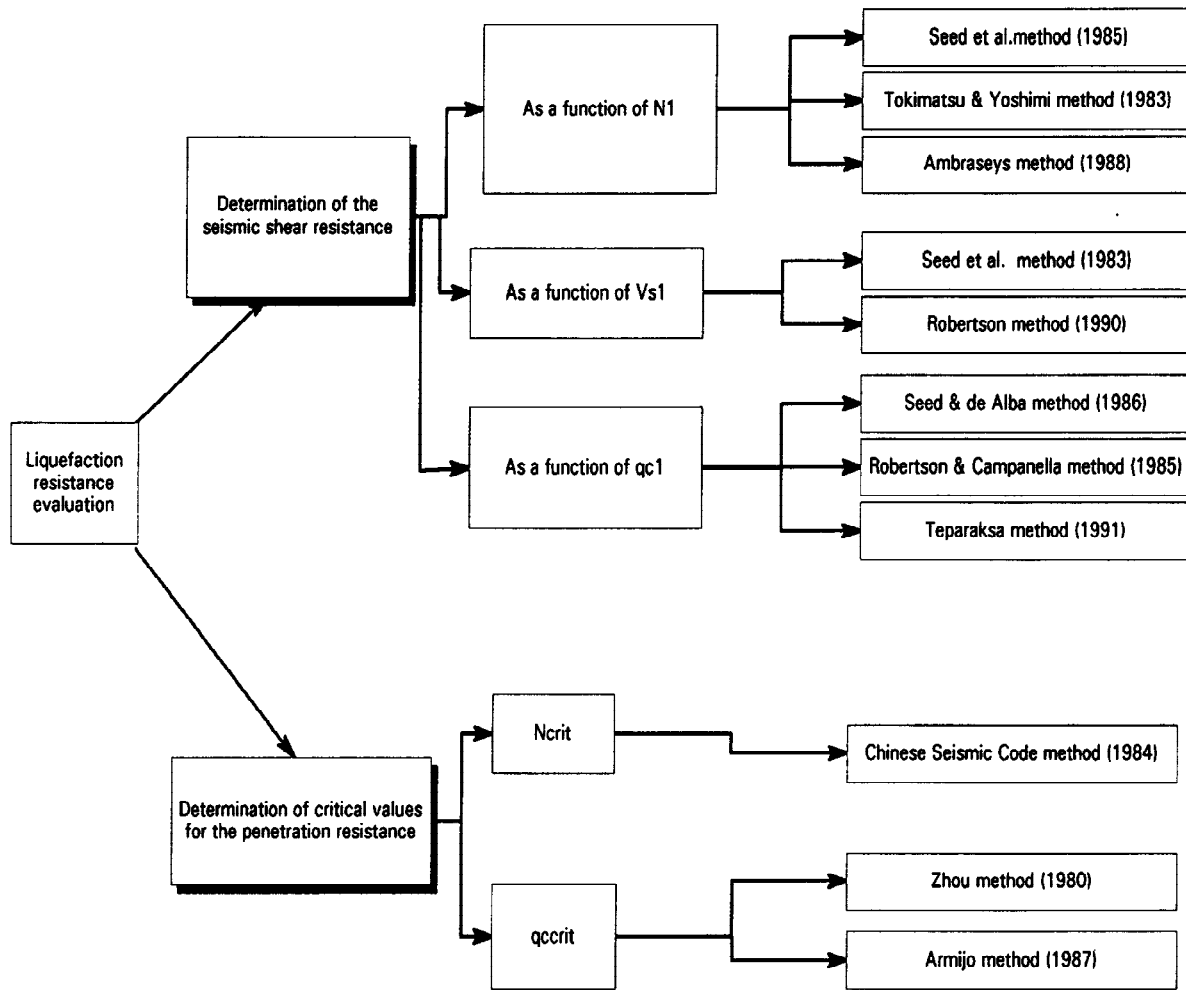 Seed et al.method (1985)
As a function of N1
Tokimatsu & Yoshimi method (1983)
Ambraseys method (1988)
Determination of the
seismic shear resistance
Seed et al. method (1983)
As a function of Vs1
Robertson method (1990)
Seed & de Alba method (1986)
Liquefaction
resistance
evaluation
As a function of qc1
Robertson & Campanella method (1985)
Teparaksa method (1991)
Ncrit
Chinese Seismic Code method (1984)
Determination of critical values
for the penetration resistance
Zhou method (1980)
qccrit
Armijo method (1987)